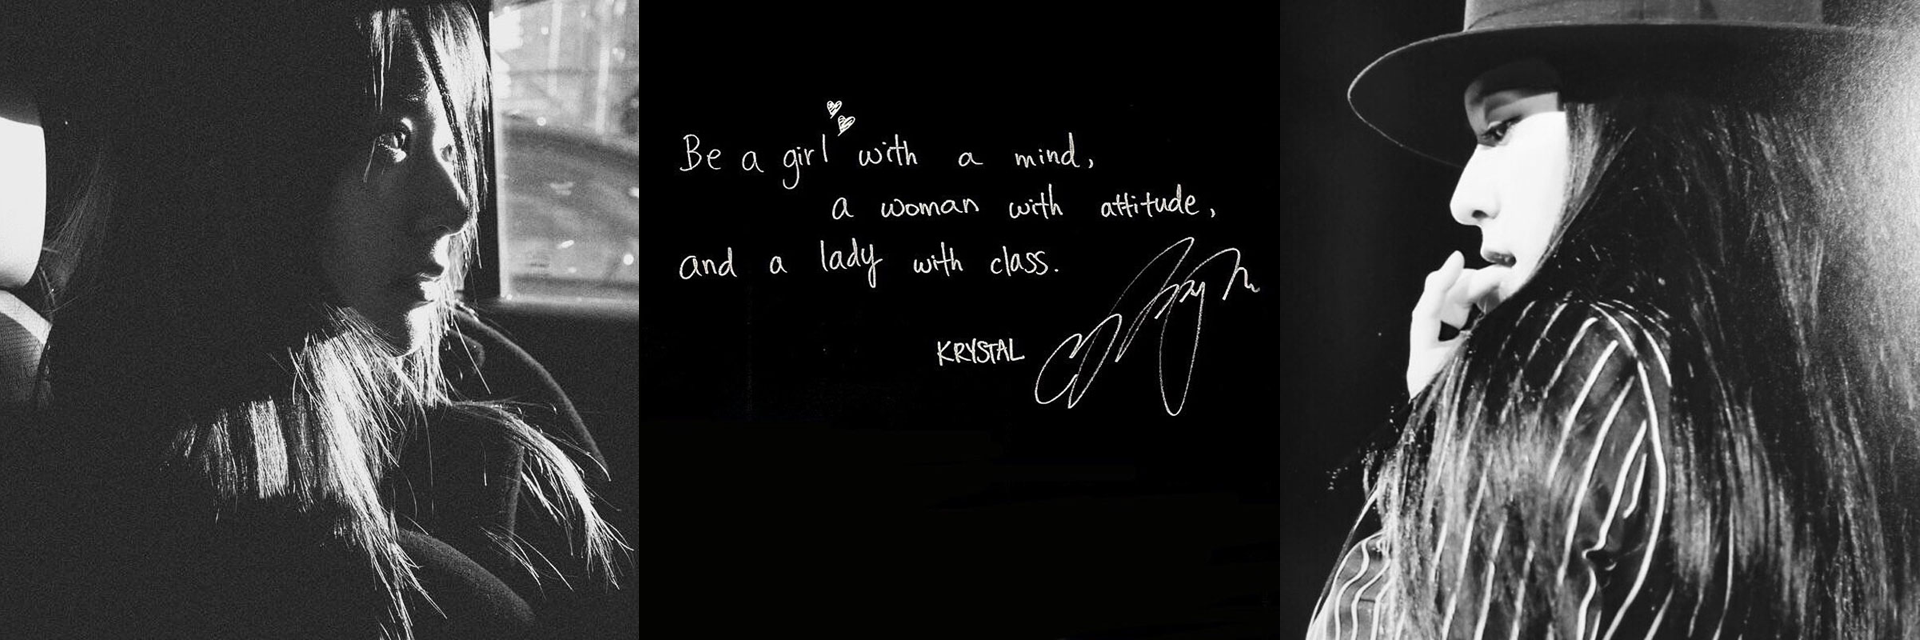 Be a girl with a mind,
a woman with attitude,
and a lady with class.
KRYSTAL